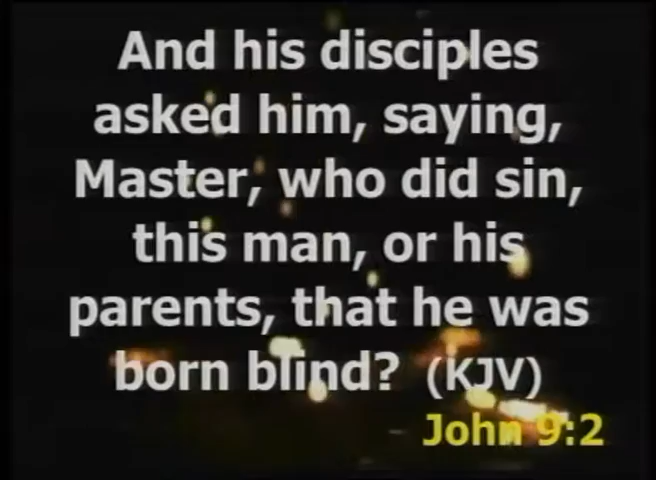 And his disciples
asked him, saying,
Master, who did sin,
this man, or his
parents, that he was
born blind? (KJV)
John 9:2